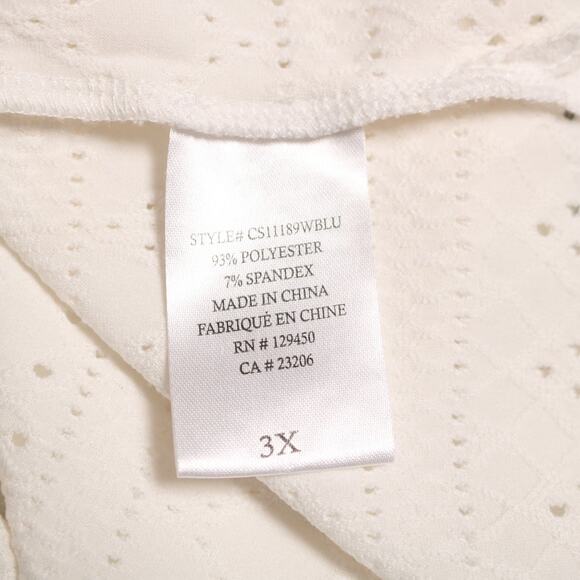 STYLE# CS11189WBLU
93% POLYESTER
7% SPANDEX
MADE IN CHINA
FABRIQUÉ EN CHINE
RN # 129450
CA # 23206
3X